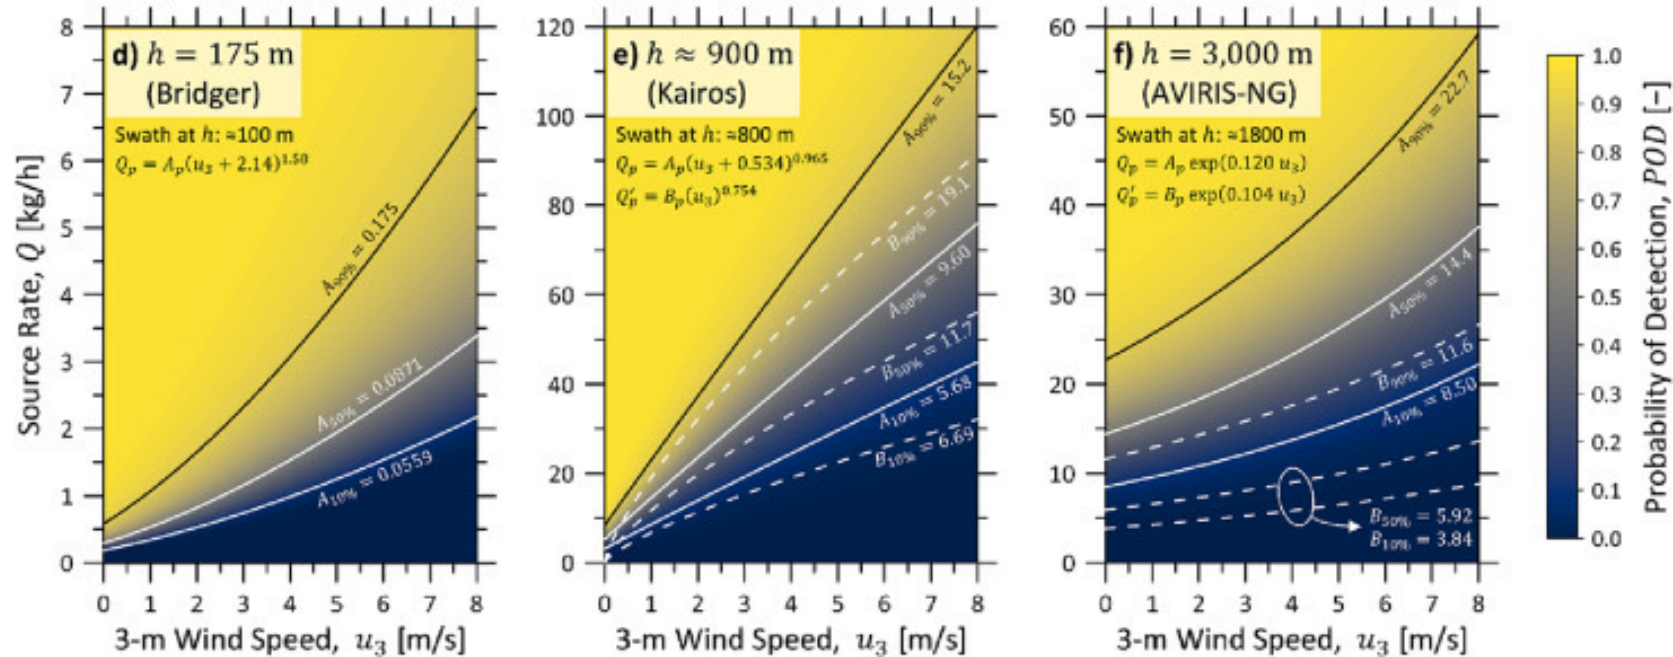 d) h = 175 m
(Bridger)
Swath at h: ≈100 m
Q_p = A_p(u_3 + 2.14)^1.50
A_90% = 0.175
A_50% = 0.0871
A_10% = 0.0559
8
7
6
5
4
3
2
1
0
Source Rate, Q [kg/h]
0 1 2 3 4 5 6 7 8
3-m Wind Speed, u_3 [m/s]
e) h ≈ 900 m
(Kairos)
Swath at h: ≈800 m
Q_p = A_p(u_3 + 0.534)^0.965
Q′_p = B_p(u_3)^0.754
A_90% = 15.2
B_90% = 19.1
A_50% = 9.60
B_50% = 11.7
A_10% = 5.68
B_10% = 6.69
120
100
80
60
40
20
0
0 1 2 3 4 5 6 7 8
3-m Wind Speed, u_3 [m/s]
f) h = 3,000 m
(AVIRIS-NG)
Swath at h: ≈1800 m
Q_p = A_p exp(0.120 u_3)
Q′_p = B_p exp(0.104 u_3)
A_90% = 22.7
A_50% = 14.4
B_90% = 11.6
A_10% = 8.50
B_50% = 5.92
B_10% = 3.84
60
50
40
30
20
10
0
0 1 2 3 4 5 6 7 8
3-m Wind Speed, u_3 [m/s]
1.0
0.9
0.8
0.7
0.6
0.5
0.4
0.3
0.2
0.1
0.0
Probability of Detection, POD [–]